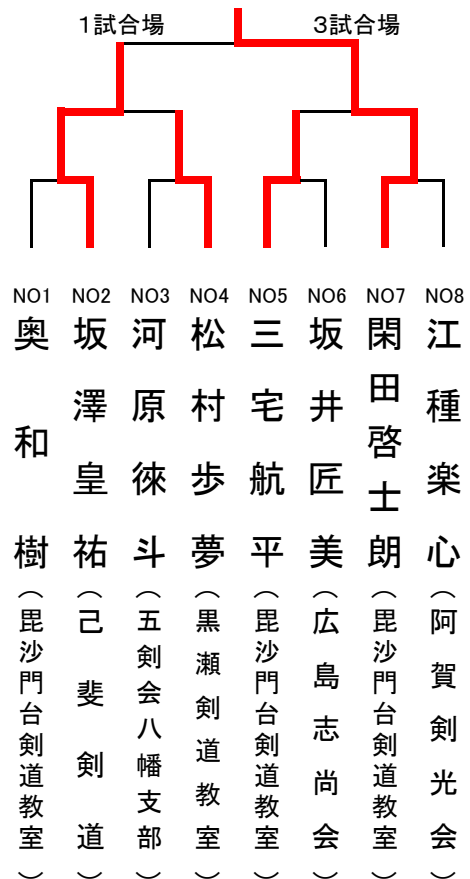 1試合場
3試合場
NO1
奥和樹(毘沙門台剣道教室)
NO2
坂澤皇祐(己斐剣道)
NO3
河原徠斗(五剣会八幡支部)
NO4
松村歩夢(黒瀬剣道教室)
NO5
三宅航平(毘沙門台剣道教室)
NO6
坂井匠美(広島志尚会)
NO7
閑田啓士朗(毘沙門台剣道教室)
NO8
江種楽心(阿賀剣光会)